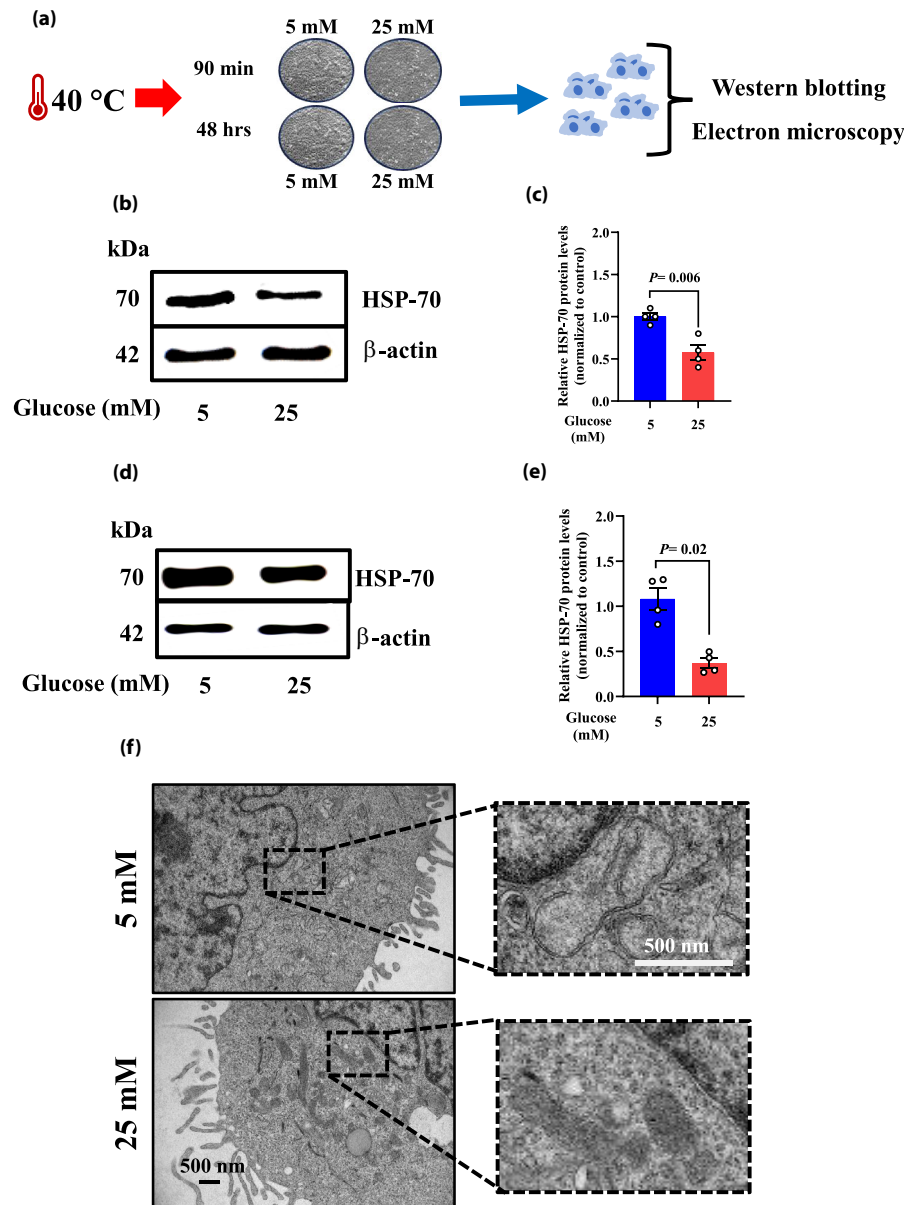 (a)
5 mM 25 mM
90 min
40 °C
48 hrs
5 mM 25 mM
Western blotting
Electron microscopy
(b)
kDa
70
HSP-70
42
β-actin
Glucose (mM) 5 25
(c)
Relative HSP-70 protein levels
(normalized to control)
2.0
1.5
1.0
0.5
0.0
P= 0.006
Glucose
(mM)
5 25
(d)
kDa
70
HSP-70
42
β-actin
Glucose (mM) 5 25
(e)
Relative HSP-70 protein levels
(normalized to control)
2.0
1.5
1.0
0.5
0.0
P= 0.02
Glucose
(mM)
5 25
(f)
5 mM
500 nm
25 mM
500 nm